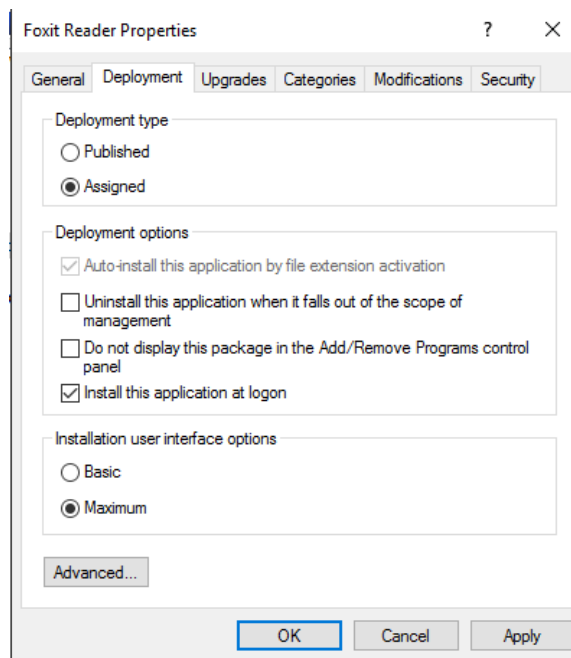 Foxit Reader Properties
?
General Deployment Upgrades Categories Modifications Security
Deployment type
Published
Assigned
Deployment options
Auto-install this application by file extension activation
Uninstall this application when it falls out of the scope of
management
Do not display this package in the Add/Remove Programs control
panel
Install this application at logon
Installation user interface options
Basic
Maximum
Advanced...
OK Cancel Apply